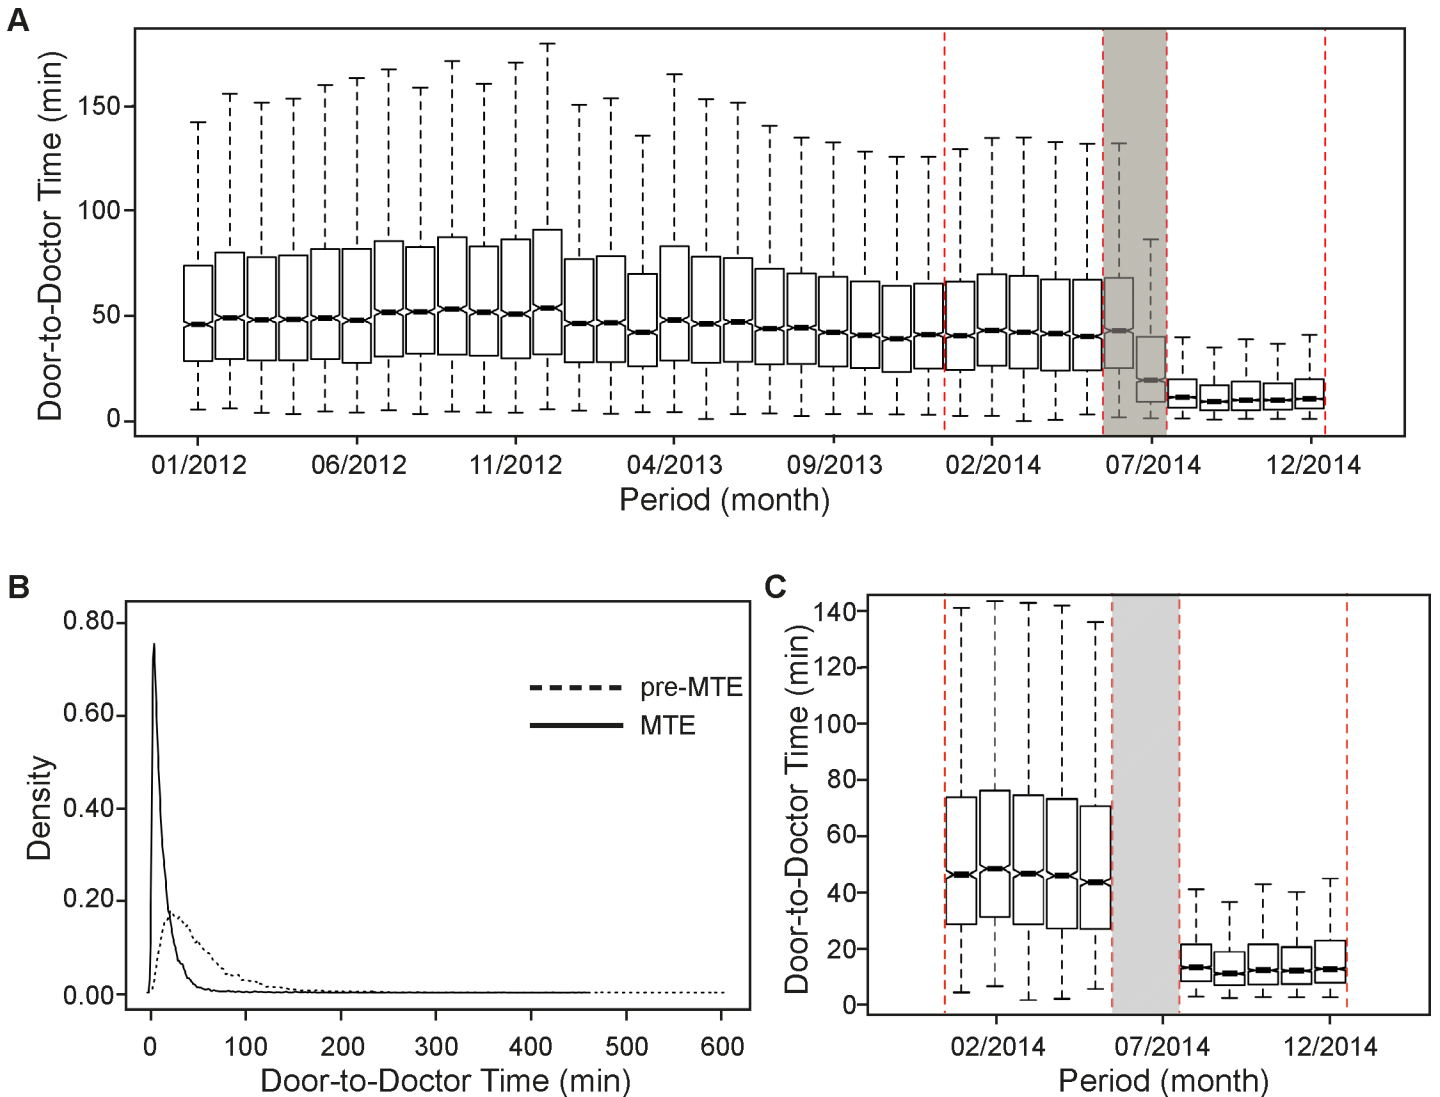 A
Door-to-Doctor Time (min)
150
100
50
0
01/2012 06/2012 11/2012 04/2013 09/2013 02/2014 07/2014 12/2014
Period (month)
B
Density
0.80
0.60
0.40
0.20
0.00
pre-MTE
MTE
0 100 200 300 400 500 600
Door-to-Doctor Time (min)
C
Door-to-Doctor Time (min)
140
120
100
80
60
40
20
0
02/2014 07/2014 12/2014
Period (month)